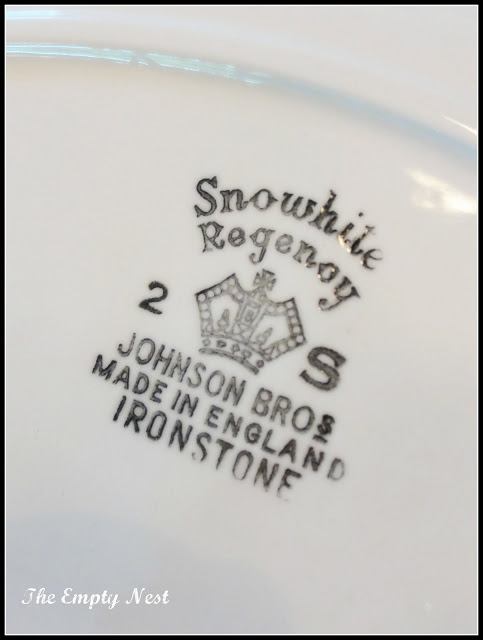 Snowhite
Regency
2
S
JOHNSON BROS
MADE IN ENGLAND
IRONSTONE
The Empty Nest